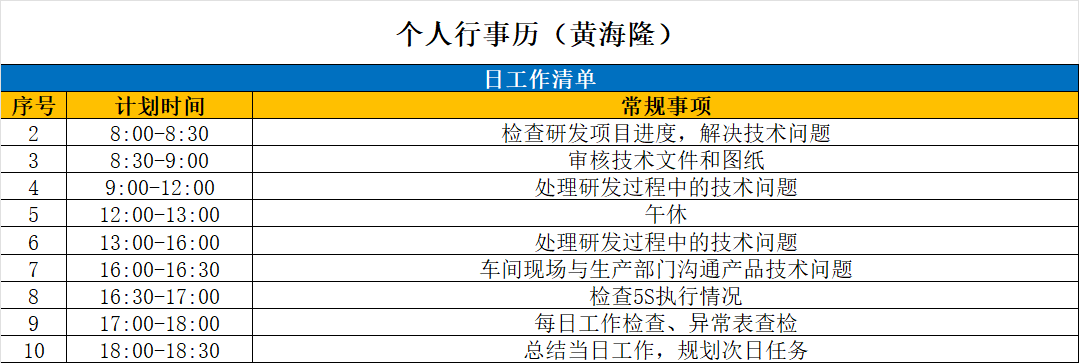 个人行事历（黄海隆）
日工作清单
序号 计划时间 常规事项
2 8:00-8:30 检查研发项目进度，解决技术问题
3 8:30-9:00 审核技术文件和图纸
4 9:00-12:00 处理研发过程中的技术问题
5 12:00-13:00 午休
6 13:00-16:00 处理研发过程中的技术问题
7 16:00-16:30 车间现场与生产部门沟通产品技术问题
8 16:30-17:00 检查5S执行情况
9 17:00-18:00 每日工作检查、异常表查检
10 18:00-18:30 总结当日工作，规划次日任务